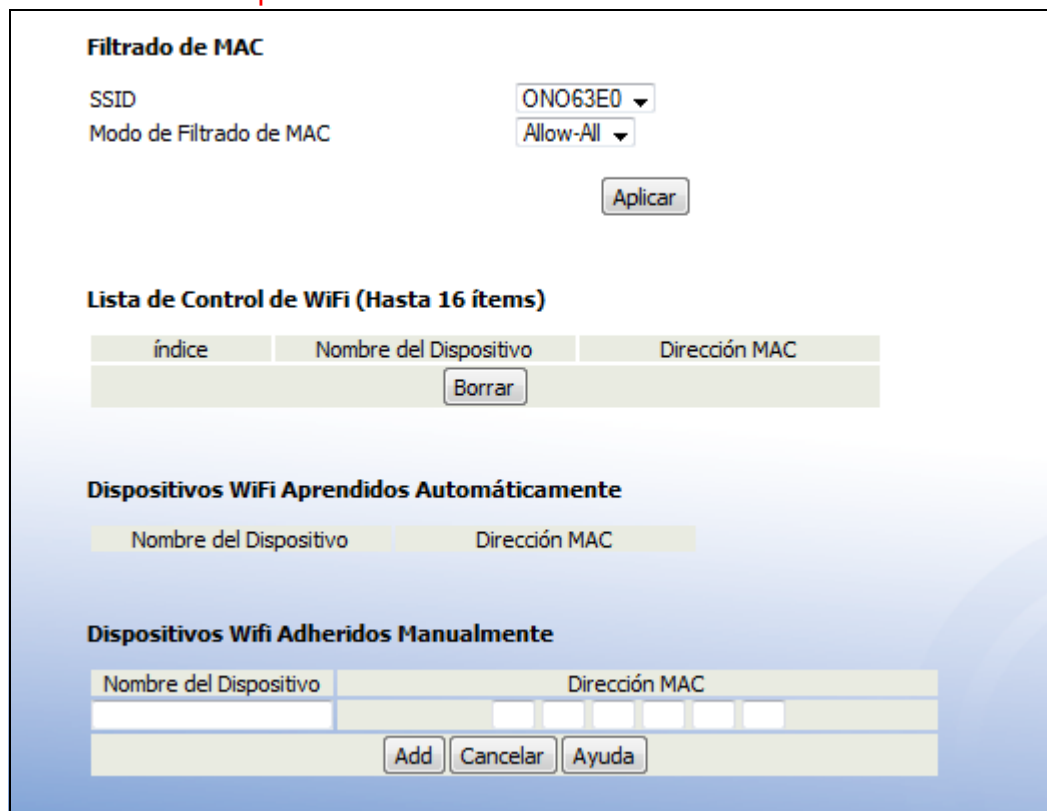 Filtrado de MAC
SSID ONO63E0
Modo de Filtrado de MAC Allow-All
Aplicar
Lista de Control de WiFi (Hasta 16 ítems)
índice Nombre del Dispositivo Dirección MAC
Borrar
Dispositivos WiFi Aprendidos Automáticamente
Nombre del Dispositivo Dirección MAC
Dispositivos Wifi Adheridos Manualmente
Nombre del Dispositivo Dirección MAC
Add Cancelar Ayuda